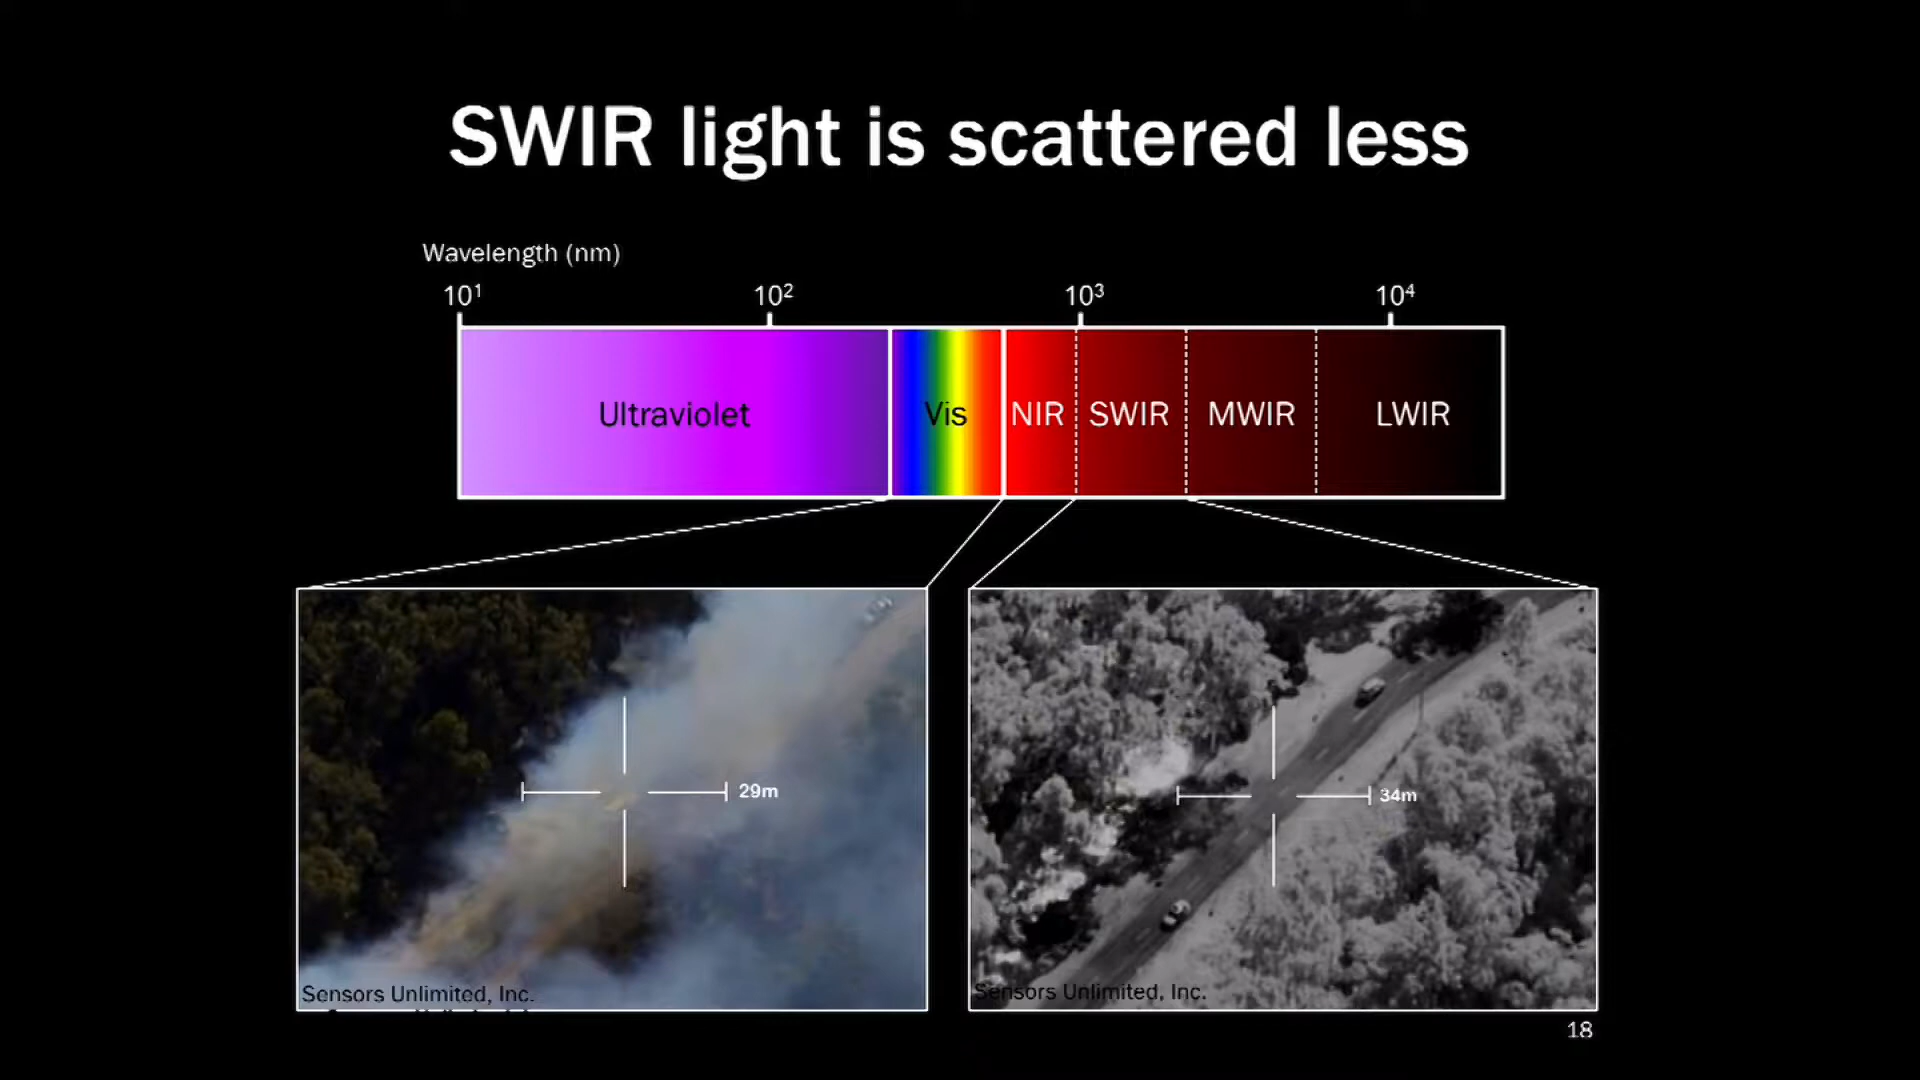 SWIR light is scattered less
Wavelength (nm)
10¹ 10² 10³ 10⁴
Ultraviolet Vis NIR SWIR MWIR LWIR
29m
34m
Sensors Unlimited, Inc.
Sensors Unlimited, Inc.
18